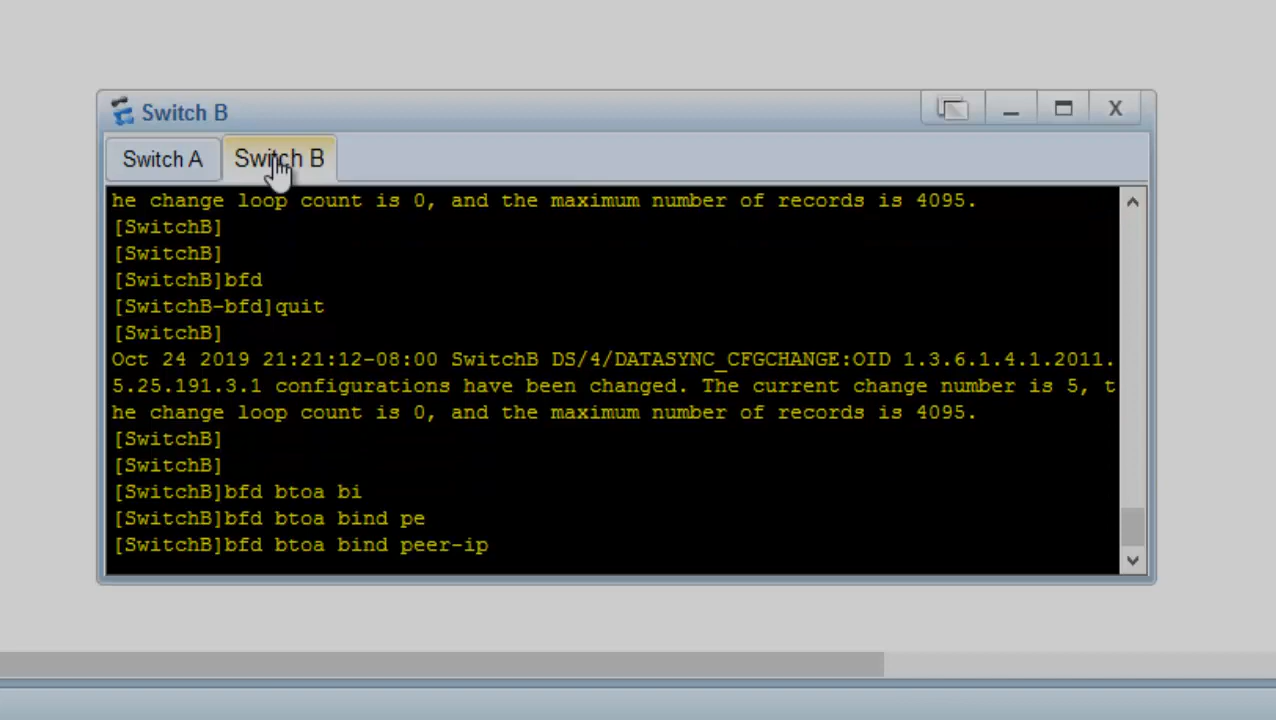 Switch B
Switch A
Switch B
he change loop count is 0, and the maximum number of records is 4095.
[SwitchB]
[SwitchB]
[SwitchB]bfd
[SwitchB-bfd]quit
[SwitchB]
Oct 24 2019 21:21:12-08:00 SwitchB DS/4/DATASYNC_CFGCHANGE:OID 1.3.6.1.4.1.2011.
5.25.191.3.1 configurations have been changed. The current change number is 5, t
he change loop count is 0, and the maximum number of records is 4095.
[SwitchB]
[SwitchB]
[SwitchB]bfd btoa bi
[SwitchB]bfd btoa bind pe
[SwitchB]bfd btoa bind peer-ip